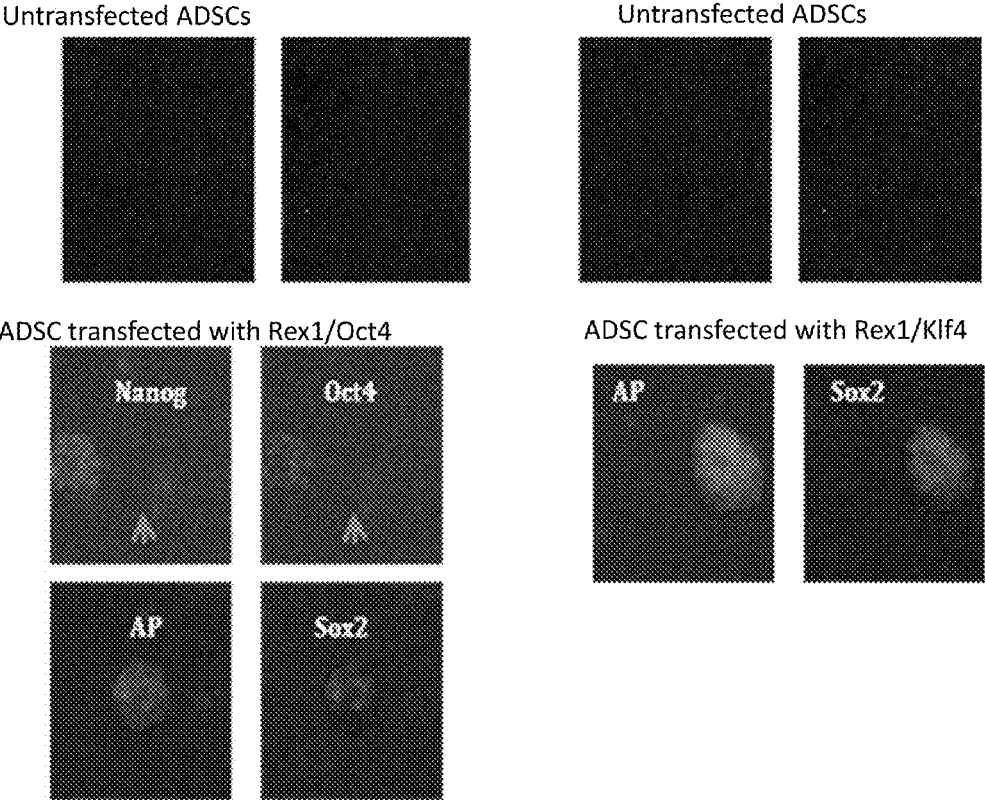 Untransfected ADSCs
Untransfected ADSCs
ADSC transfected with Rex1/Oct4
ADSC transfected with Rex1/Klf4
Nanog
Oct4
AP
Sox2
AP
Sox2